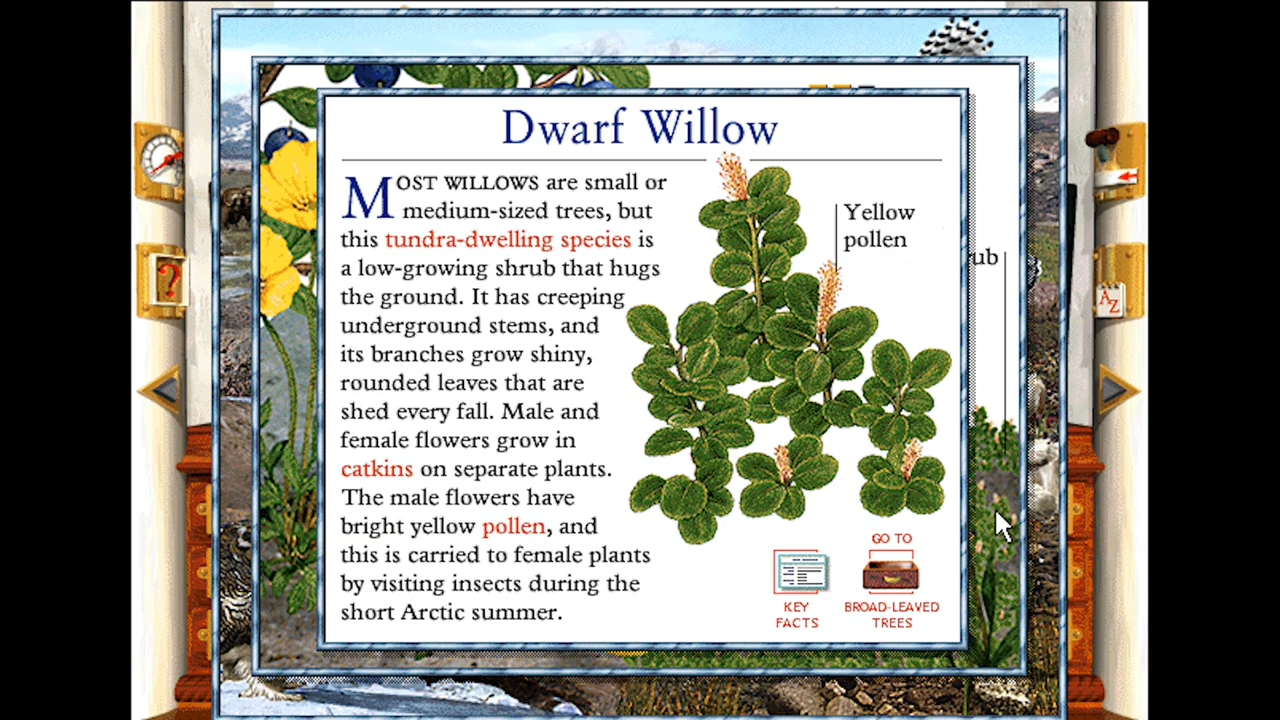 Dwarf Willow
MOST WILLOWS are small or
medium-sized trees, but
this tundra-dwelling species is
a low-growing shrub that hugs
the ground. It has creeping
underground stems, and
its branches grow shiny,
rounded leaves that are
shed every fall. Male and
female flowers grow in
catkins on separate plants.
The male flowers have
bright yellow pollen, and
this is carried to female plants
by visiting insects during the
short Arctic summer.
Yellow
pollen
ub
GO TO
KEY
FACTS
BROAD-LEAVED
TREES
?
A
Z